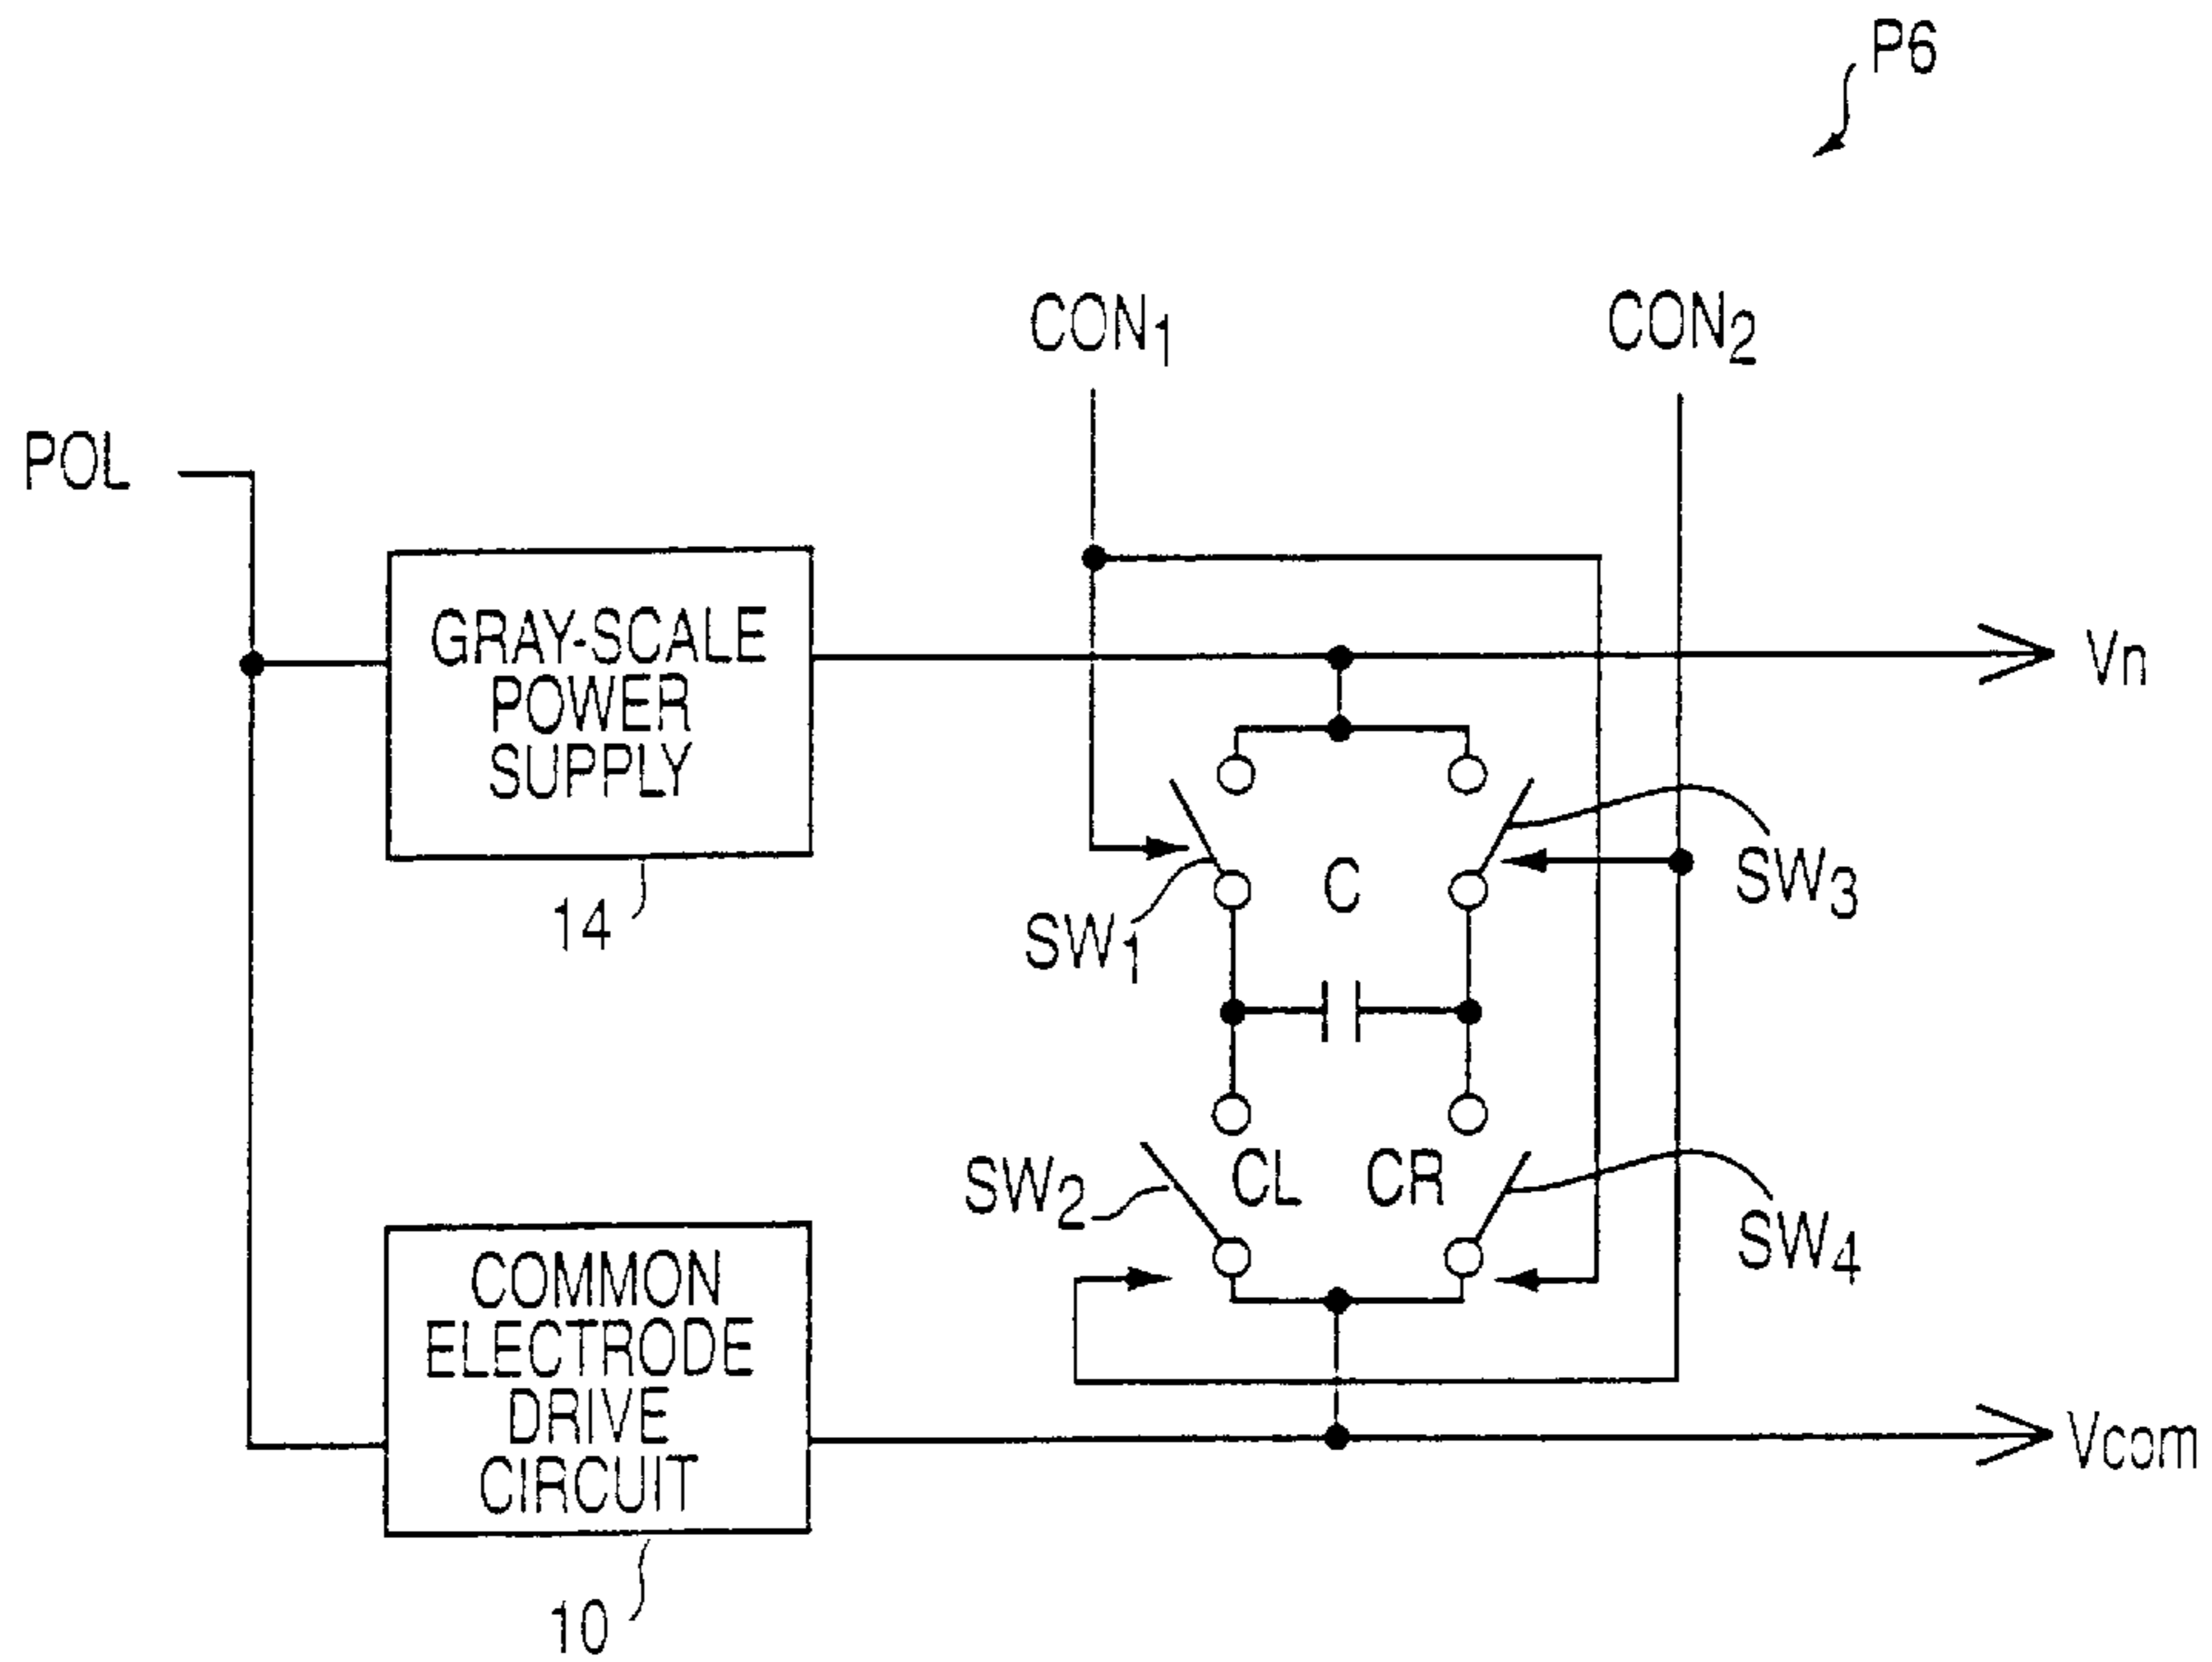 P6
CON1
CON2
POL
GRAY-SCALE
POWER
SUPPLY
Vn
14
SW1
C
SW3
SW2
CL
CR
SW4
COMMON
ELECTRODE
DRIVE
CIRCUIT
Vcom
10